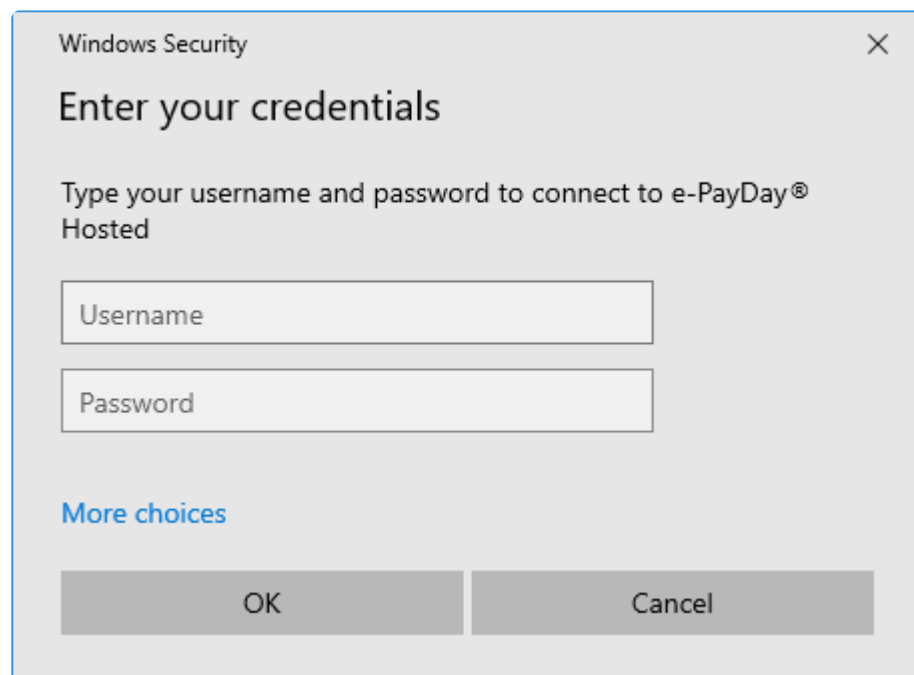 Windows Security
Enter your credentials
Type your username and password to connect to e-PayDay®
Hosted
Username
Password
More choices
OK
Cancel